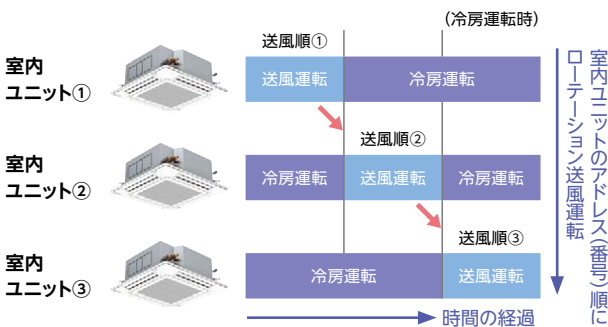 (冷房運転時)
送風順①
室内
ユニット①
送風運転
冷房運転
送風順②
室内
ユニット②
冷房運転
送風運転
冷房運転
送風順③
室内
ユニット③
冷房運転
送風運転
時間の経過
室内ユニットのアドレス(番号)順に
ローテーション送風運転